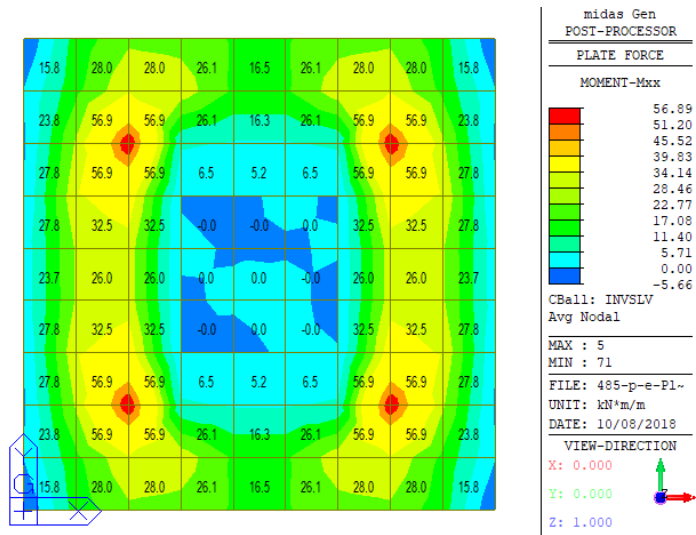 midas Gen
POST-PROCESSOR
PLATE FORCE
MOMENT-Mxx
56.89
51.20
45.52
39.83
34.14
28.46
22.77
17.08
11.40
5.71
0.00
-5.66
CBall: INVSLV
Avg Nodal
MAX : 5
MIN : 71
FILE: 485-p-e-Pl~
UNIT: kN*m/m
DATE: 10/08/2018
VIEW-DIRECTION
X: 0.000
Y: 0.000
Z: 1.000
Z
15.8 28.0 28.0 26.1 16.5 26.1 28.0 28.0 15.8
23.8 56.9 56.9 26.1 16.3 26.1 56.9 56.9 23.8
27.8 56.9 56.9 6.5 5.2 6.5 56.9 56.9 27.8
27.8 32.5 32.5 -0.0 -0.0 0.0 32.5 32.5 27.8
23.7 26.0 26.0 0.0 0.0 -0.0 26.0 26.0 23.7
27.8 32.5 32.5 -0.0 0.0 -0.0 32.5 32.5 27.8
27.8 56.9 56.9 6.5 5.2 6.5 56.9 56.9 27.8
23.8 56.9 56.9 26.1 16.3 26.1 56.9 56.9 23.8
15.8 28.0 28.0 26.1 16.5 26.1 28.0 28.0 15.8
Y
X